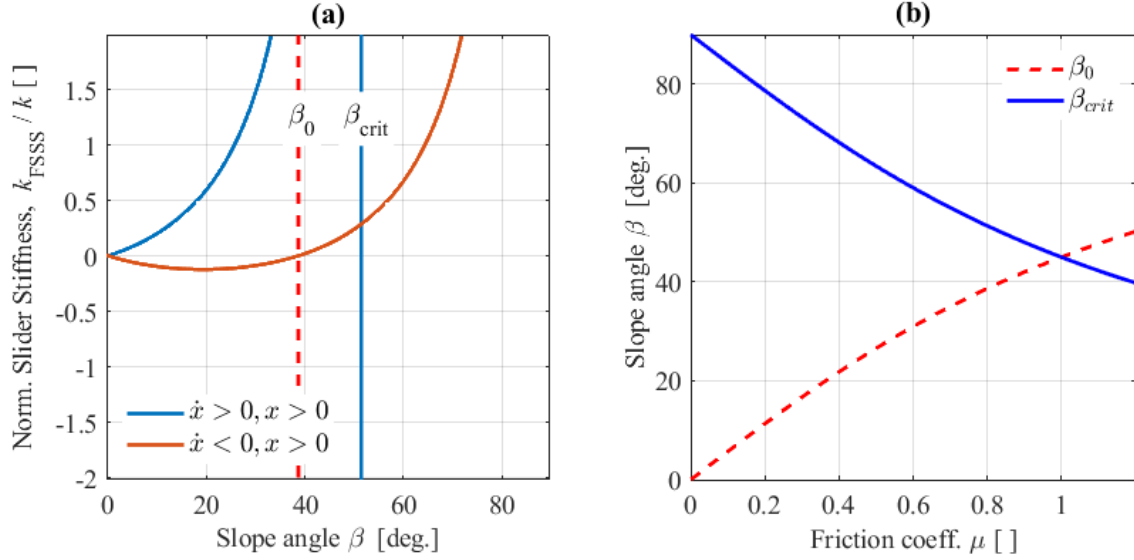 (a)
Norm. Slider Stiffness, k_FSSS / k [ ]
1.5
1
0.5
0
-0.5
-1
-1.5
-2
β_0
β_crit
ẋ > 0, x > 0
ẋ < 0, x > 0
0 20 40 60 80
Slope angle β [deg.]
(b)
Slope angle β [deg.]
80
60
40
20
0
β_0
β_crit
0 0.2 0.4 0.6 0.8 1
Friction coeff. μ [ ]